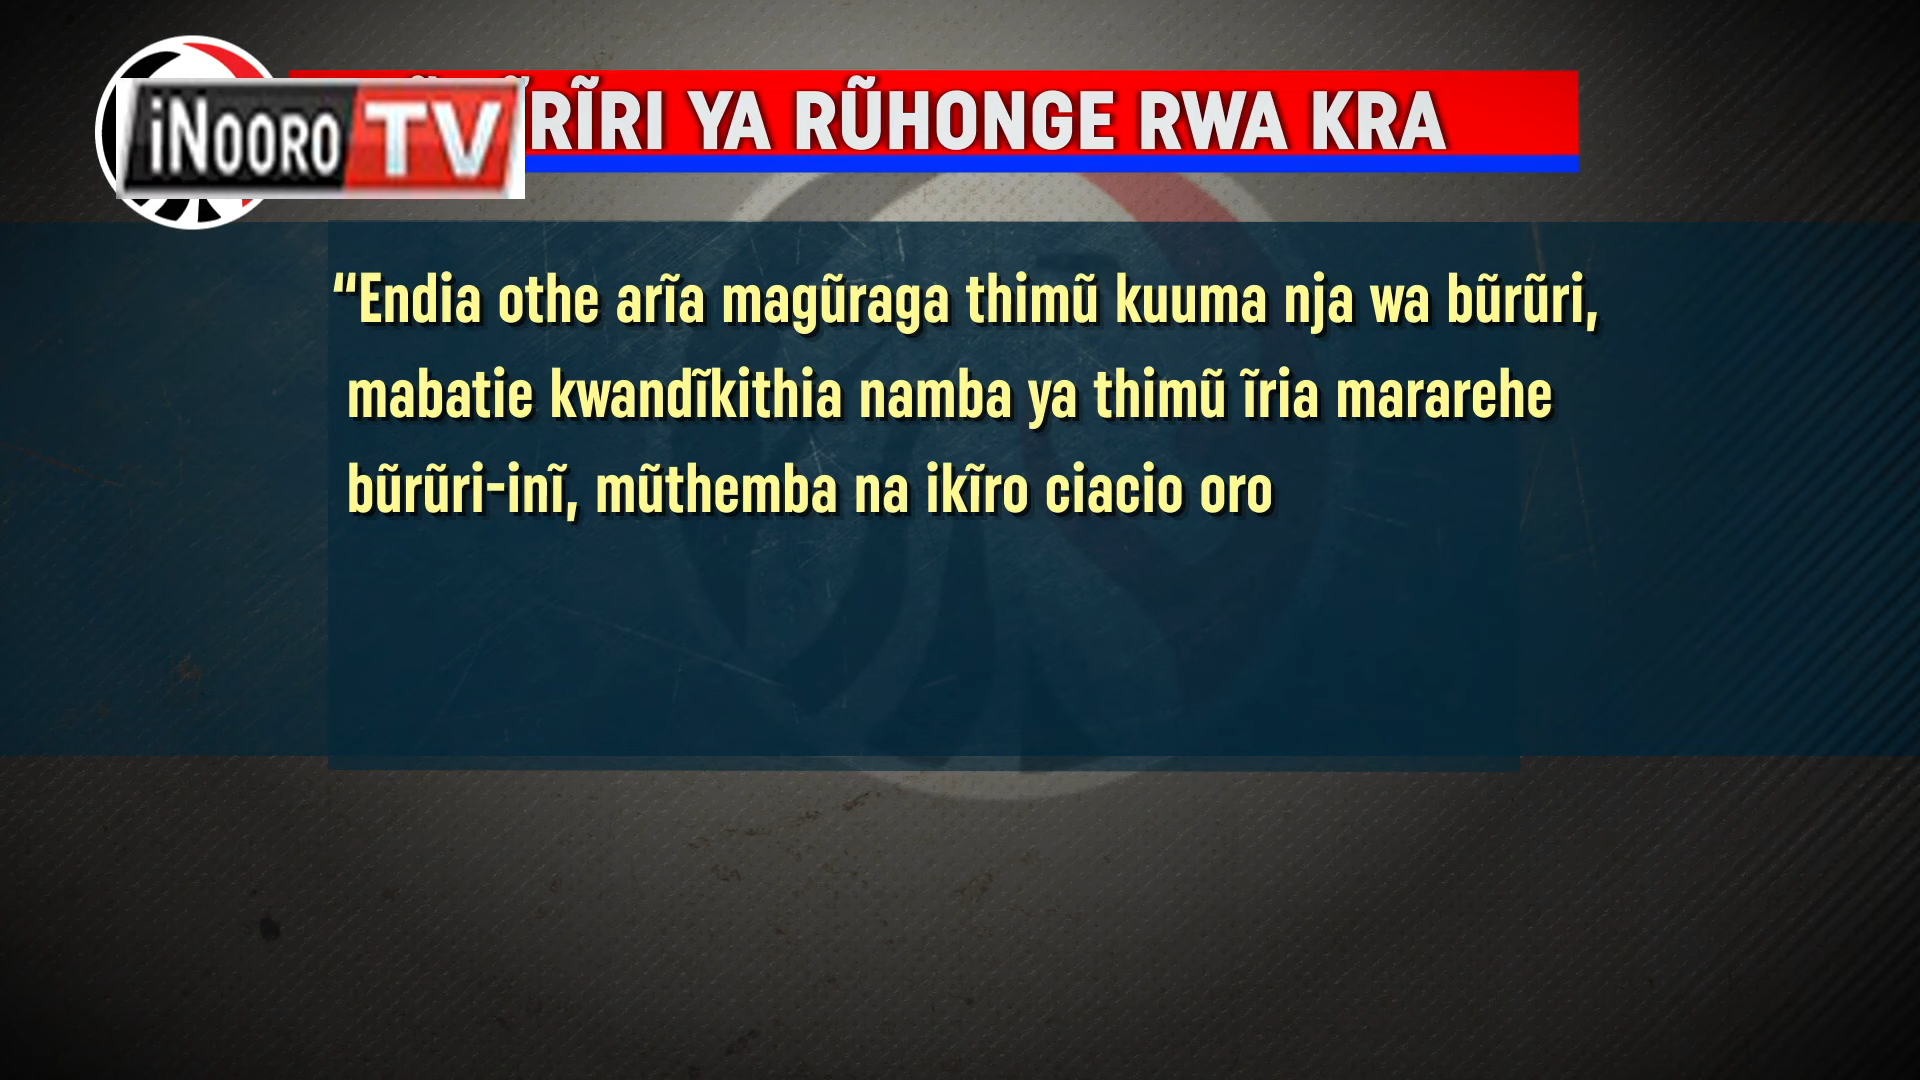 iNOORO TV
YA RŨHONGE RWA KRA
“Endia othe arĩa magũraga thimũ kuuma nja wa bũrũri,
mabatie kwandĩkithia namba ya thimũ ĩria mararehe
bũrũri-inĩ, mũthemba na ikĩro ciacio oro